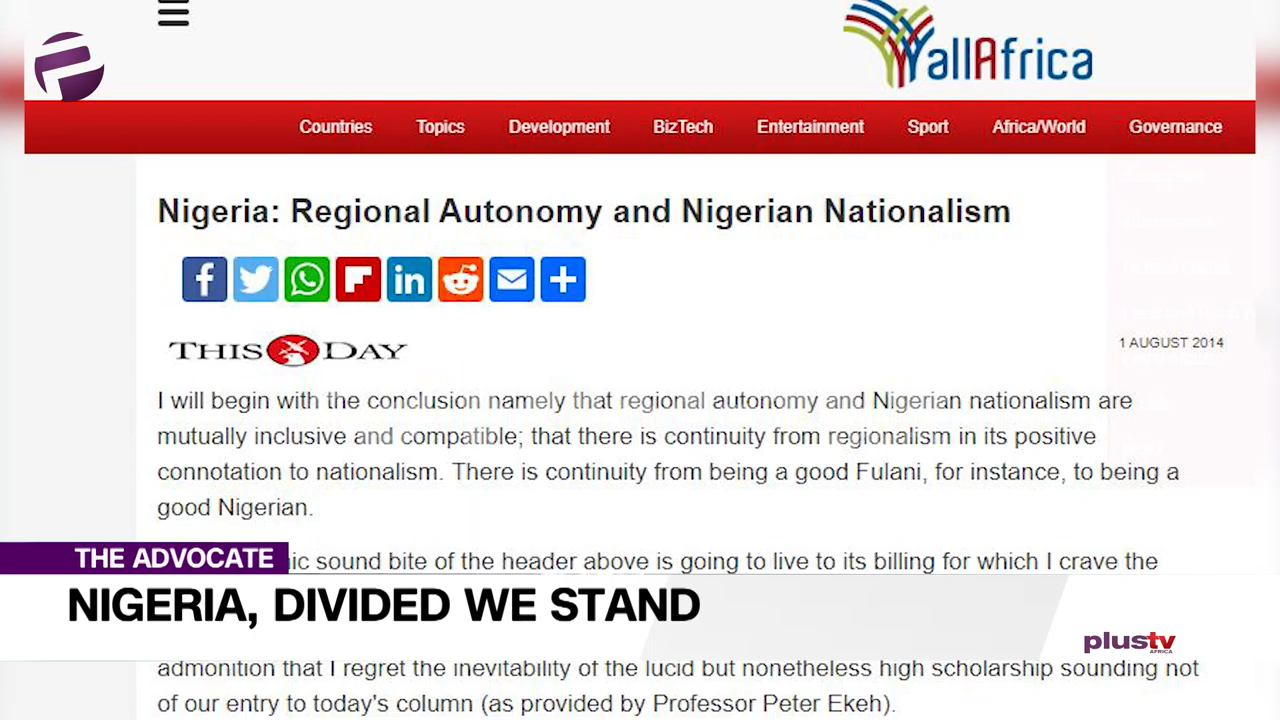 allAfrica
Countries Topics Development BizTech Entertainment Sport Africa/World Governance
Nigeria: Regional Autonomy and Nigerian Nationalism
THIS DAY
1 AUGUST 2014
I will begin with the conclusion namely that regional autonomy and Nigerian nationalism are
mutually inclusive and compatible; that there is continuity from regionalism in its positive
connotation to nationalism. There is continuity from being a good Fulani, for instance, to being a
good Nigerian.
sound bite of the header above is going to live to its billing for which I crave the
THE ADVOCATE
NIGERIA, DIVIDED WE STAND
plustv
AFRICA
admonition that I regret the inevitability of the lucid but nonetheless high scholarship sounding not
of our entry to today's column (as provided by Professor Peter Ekeh).